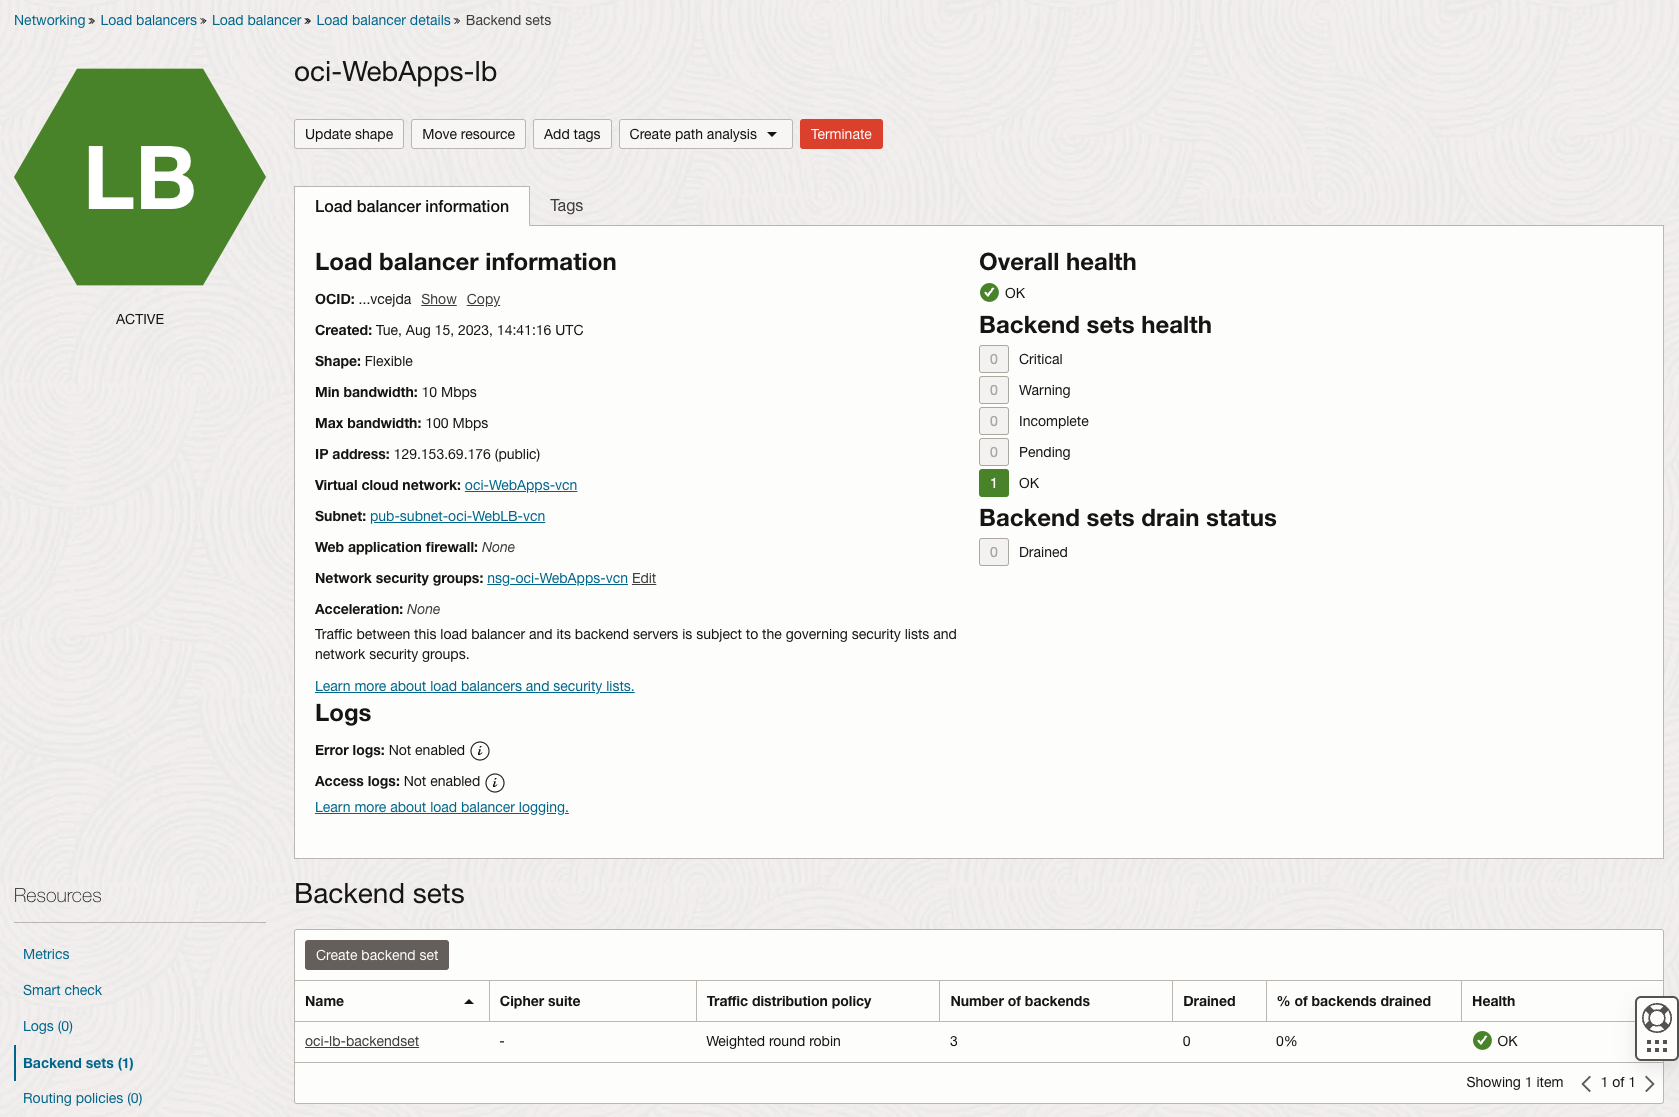 Networking » Load balancers » Load balancer » Load balancer details » Backend sets
LB
ACTIVE
oci-WebApps-lb
Update shape Move resource Add tags Create path analysis Terminate
Load balancer information Tags
Load balancer information
OCID: ...vcejda Show Copy
Created: Tue, Aug 15, 2023, 14:41:16 UTC
Shape: Flexible
Min bandwidth: 10 Mbps
Max bandwidth: 100 Mbps
IP address: 129.153.69.176 (public)
Virtual cloud network: oci-WebApps-vcn
Subnet: pub-subnet-oci-WebLB-vcn
Web application firewall: None
Network security groups: nsg-oci-WebApps-vcn Edit
Acceleration: None
Traffic between this load balancer and its backend servers is subject to the governing security lists and
network security groups.
Learn more about load balancers and security lists.
Logs
Error logs: Not enabled i
Access logs: Not enabled i
Learn more about load balancer logging.
Overall health
OK
Backend sets health
0 Critical
0 Warning
0 Incomplete
0 Pending
1 OK
Backend sets drain status
0 Drained
Resources
Metrics
Smart check
Logs (0)
Backend sets (1)
Routing policies (0)
Backend sets
Create backend set
Name Cipher suite Traffic distribution policy Number of backends Drained % of backends drained Health
oci-lb-backendset - Weighted round robin 3 0 0% OK
Showing 1 item 1 of 1